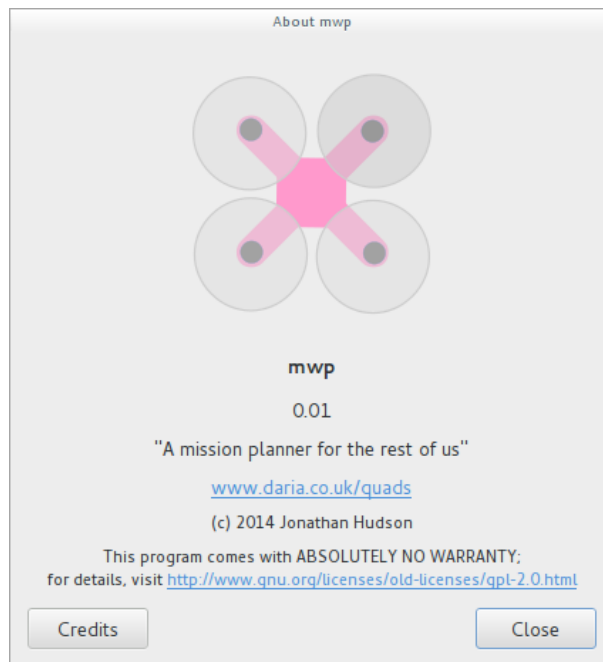 About mwp
mwp
0.01
"A mission planner for the rest of us"
www.daria.co.uk/quads
(c) 2014 Jonathan Hudson
This program comes with ABSOLUTELY NO WARRANTY;
for details, visit http://www.gnu.org/licenses/old-licenses/gpl-2.0.html
Credits
Close